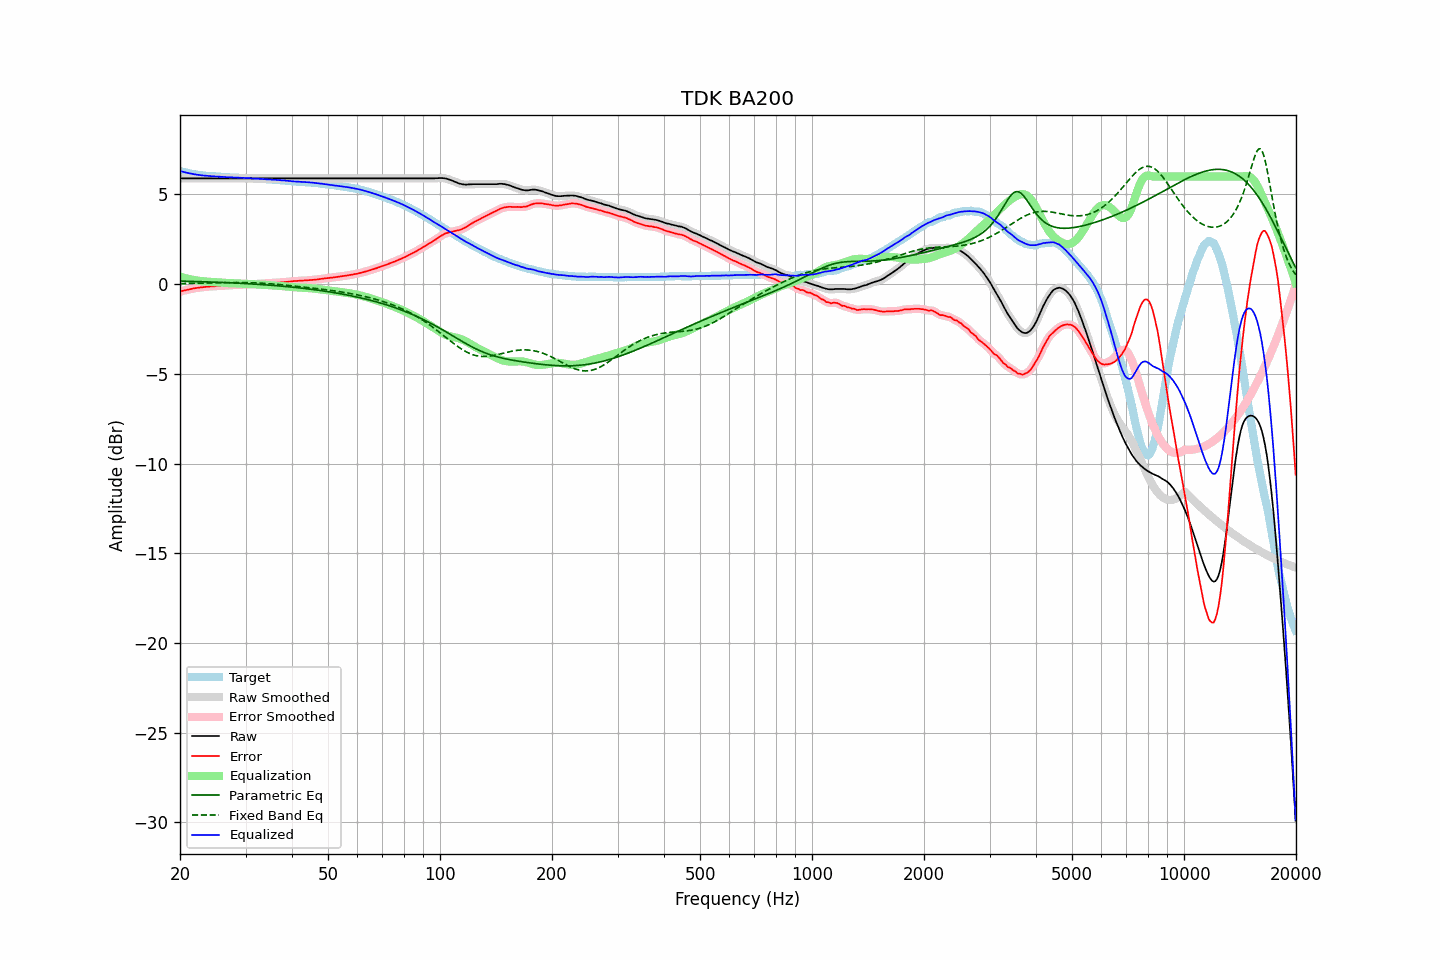 TDK BA200
5
0
−5
−10
−15
−20
−25
−30
Amplitude (dBr)
Target
Raw Smoothed
Error Smoothed
Raw
Error
Equalization
Parametric Eq
Fixed Band Eq
Equalized
20 50 100 200 500 1000 2000 5000 10000 20000
Frequency (Hz)